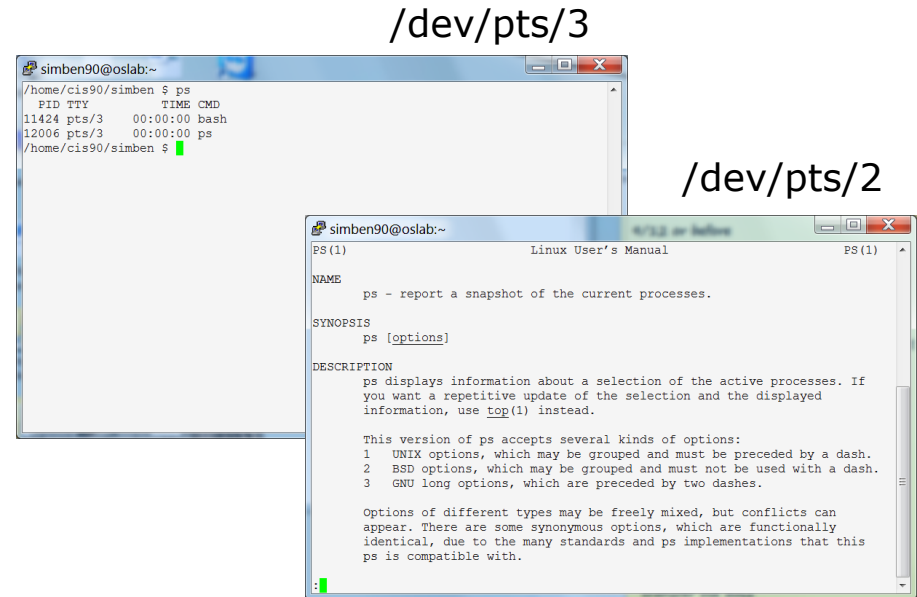 /dev/pts/3
simben90@oslab:~
/home/cis90/simben $ ps
  PID TTY          TIME CMD
11424 pts/3    00:00:00 bash
12006 pts/3    00:00:00 ps
/home/cis90/simben $
/dev/pts/2
simben90@oslab:~
4/12 or before
PS(1)                         Linux User's Manual                        PS(1)
NAME
       ps - report a snapshot of the current processes.
SYNOPSIS
       ps [options]
DESCRIPTION
       ps displays information about a selection of the active processes. If
       you want a repetitive update of the selection and the displayed
       information, use top(1) instead.
       This version of ps accepts several kinds of options:
       1   UNIX options, which may be grouped and must be preceded by a dash.
       2   BSD options, which may be grouped and must not be used with a dash.
       3   GNU long options, which are preceded by two dashes.
       Options of different types may be freely mixed, but conflicts can
       appear. There are some synonymous options, which are functionally
       identical, due to the many standards and ps implementations that this
       ps is compatible with.
: